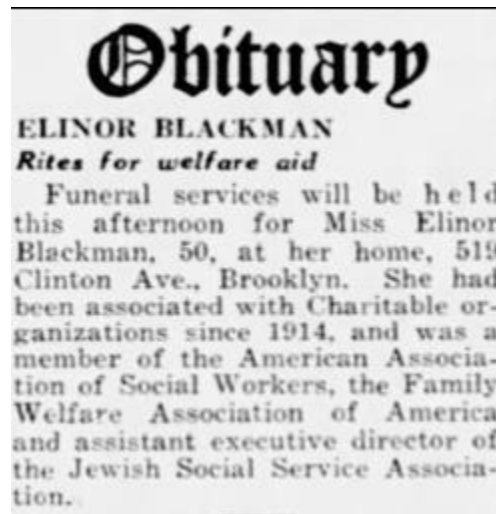 Obituary
ELINOR BLACKMAN
Rites for welfare aid
Funeral services will be held
this afternoon for Miss Elinor
Blackman, 50, at her home, 519
Clinton Ave., Brooklyn. She had
been associated with Charitable or-
ganizations since 1914, and was a
member of the American Associa-
tion of Social Workers, the Family
Welfare Association of America
and assistant executive director of
the Jewish Social Service Associa-
tion.